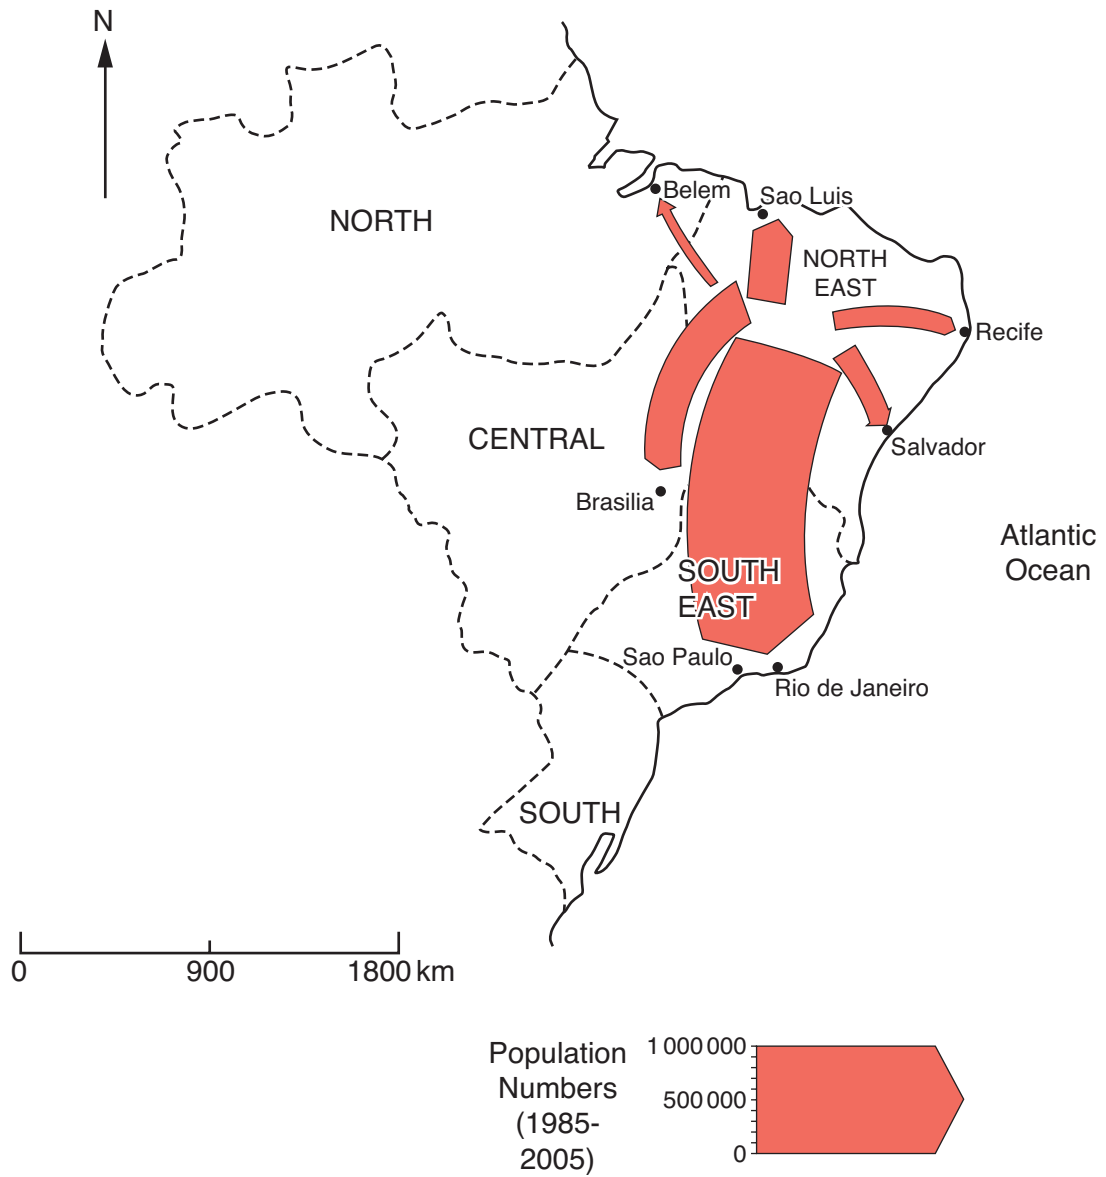 N
NORTH
Belem
Sao Luis
NORTH
EAST
Recife
CENTRAL
Salvador
Brasilia
Atlantic
Ocean
SOUTH
EAST
Sao Paulo
Rio de Janeiro
SOUTH
0 900 1800 km
Population
Numbers
(1985-
2005)
1 000 000
500 000
0